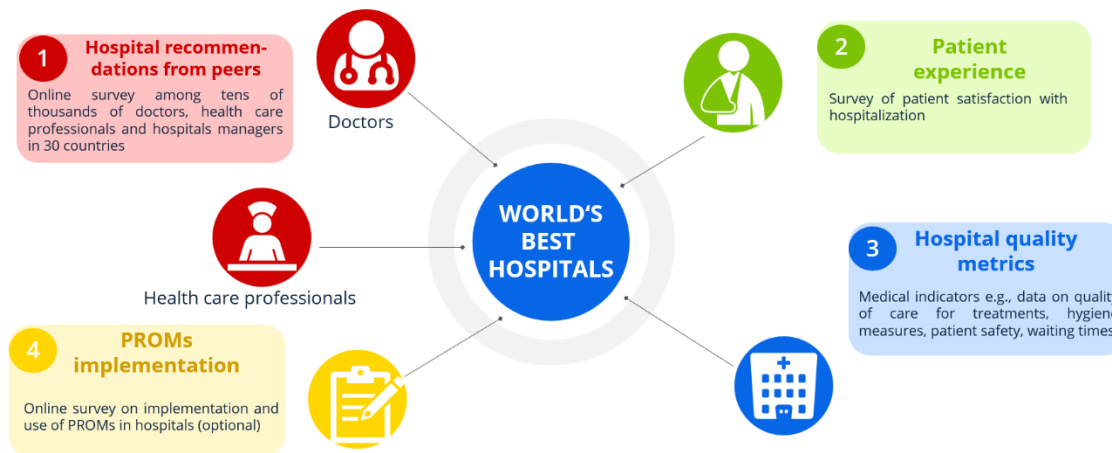 1
Hospital recommen-
dations from peers
Online survey among tens of
thousands of doctors, health care
professionals and hospitals managers
in 30 countries
Doctors
2
Patient
experience
Survey of patient satisfaction with
hospitalization
WORLD'S
BEST
HOSPITALS
Health care professionals
3
Hospital quality
metrics
Medical indicators e.g., data on quality
of care for treatments, hygiene
measures, patient safety, waiting times
4
PROMs
implementation
Online survey on implementation and
use of PROMs in hospitals (optional)